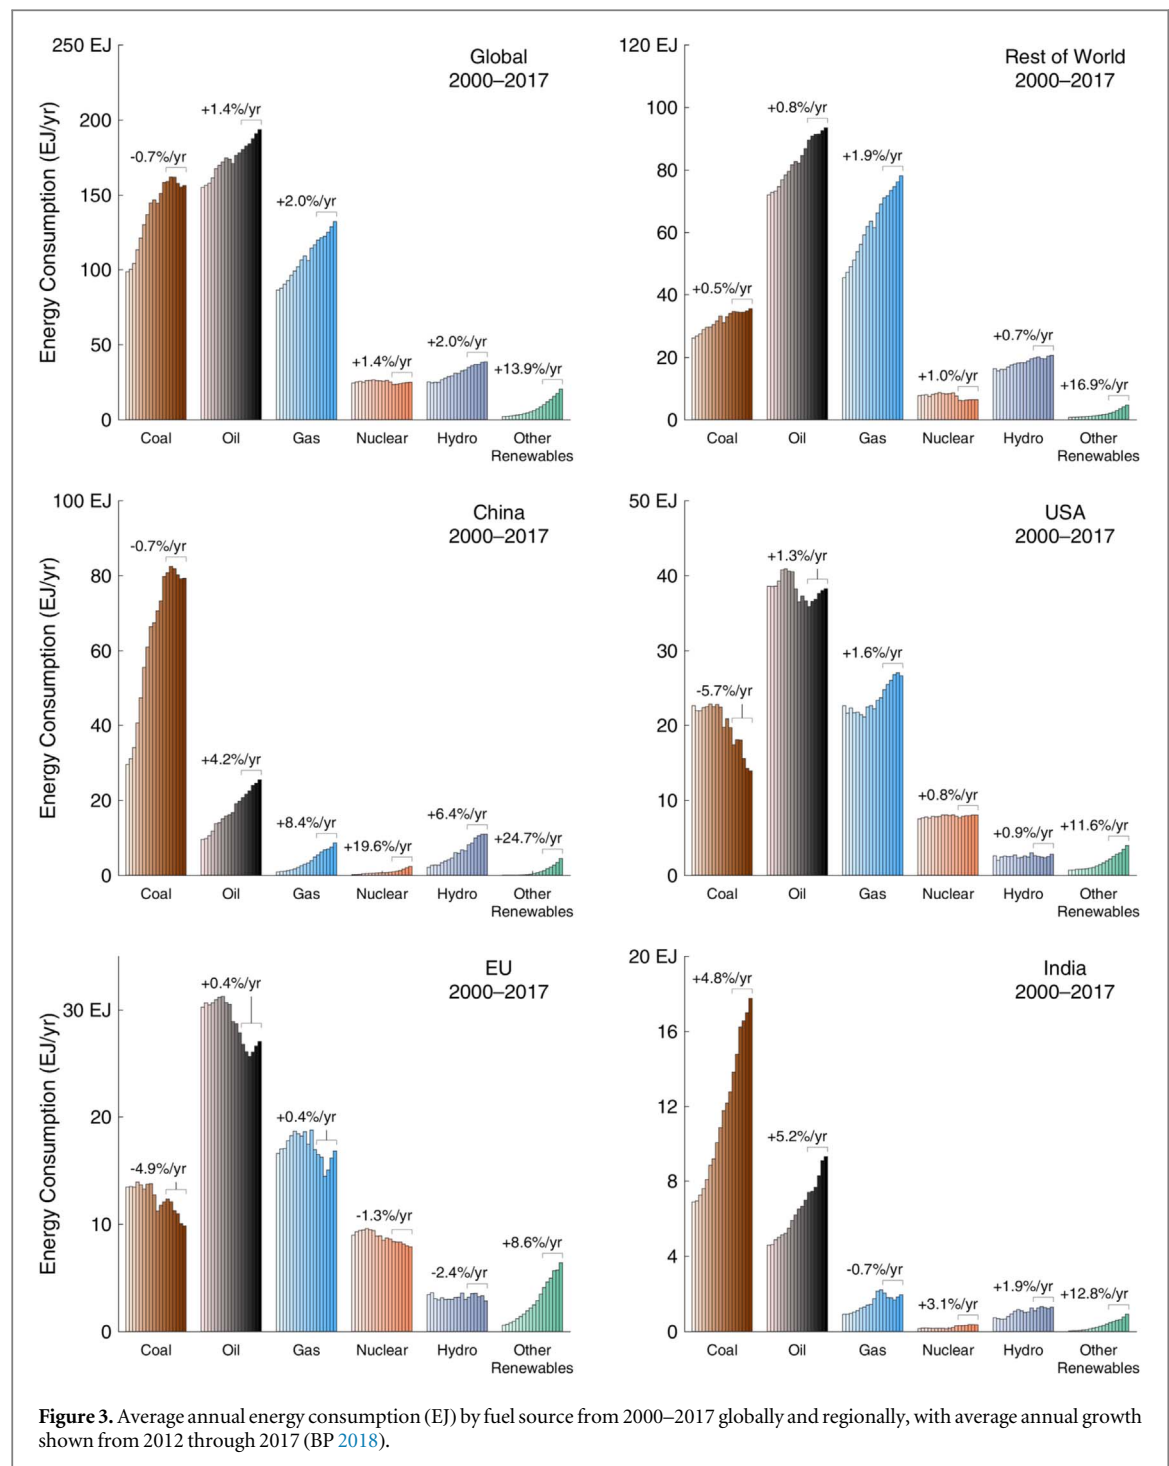 Global
2000–2017
Energy Consumption (EJ/yr)
250 EJ
200
150
100
50
0
-0.7%/yr
+1.4%/yr
+2.0%/yr
+1.4%/yr
+2.0%/yr
+13.9%/yr
Coal
Oil
Gas
Nuclear
Hydro
Other
Renewables
Rest of World
2000–2017
120 EJ
100
80
60
40
20
0
+0.5%/yr
+0.8%/yr
+1.9%/yr
+1.0%/yr
+0.7%/yr
+16.9%/yr
Coal
Oil
Gas
Nuclear
Hydro
Other
Renewables
China
2000–2017
Energy Consumption (EJ/yr)
100 EJ
80
60
40
20
0
-0.7%/yr
+4.2%/yr
+8.4%/yr
+19.6%/yr
+6.4%/yr
+24.7%/yr
Coal
Oil
Gas
Nuclear
Hydro
Other
Renewables
USA
2000–2017
50 EJ
40
30
20
10
0
-5.7%/yr
+1.3%/yr
+1.6%/yr
+0.8%/yr
+0.9%/yr
+11.6%/yr
Coal
Oil
Gas
Nuclear
Hydro
Other
Renewables
EU
2000–2017
Energy Consumption (EJ/yr)
30 EJ
20
10
0
-4.9%/yr
+0.4%/yr
+0.4%/yr
-1.3%/yr
-2.4%/yr
+8.6%/yr
Coal
Oil
Gas
Nuclear
Hydro
Other
Renewables
India
2000–2017
20 EJ
16
12
8
4
0
+4.8%/yr
+5.2%/yr
-0.7%/yr
+3.1%/yr
+1.9%/yr
+12.8%/yr
Coal
Oil
Gas
Nuclear
Hydro
Other
Renewables
Figure 3. Average annual energy consumption (EJ) by fuel source from 2000–2017 globally and regionally, with average annual growth
shown from 2012 through 2017 (BP 2018).